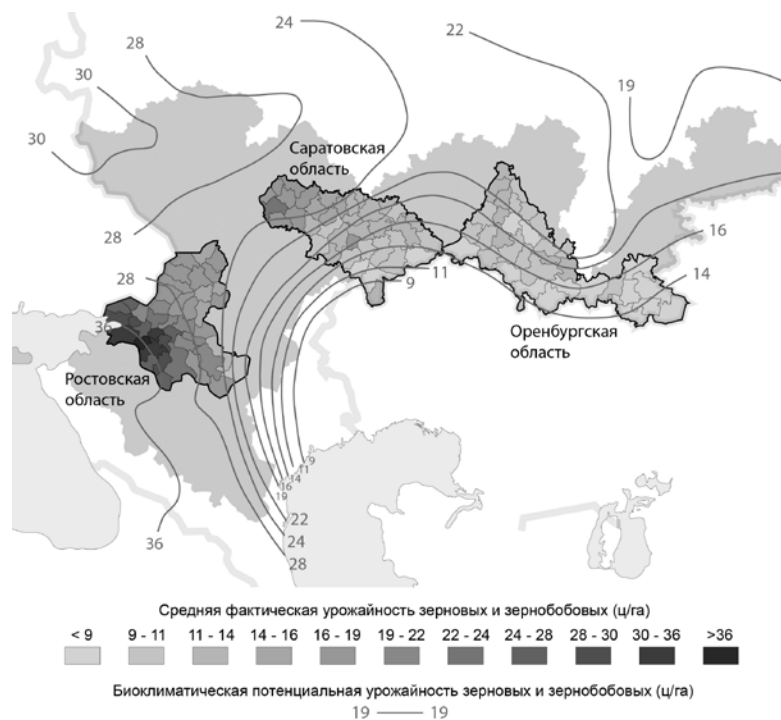 24
22
28
19
30
30
Саратовская
область
28
28
16
11
14
9
36
Оренбургская
область
Ростовская
область
9
11
14
16
19
22
36
24
28
Средняя фактическая урожайность зерновых и зернобобовых (ц/га)
< 9 9 - 11 11 - 14 14 - 16 16 - 19 19 - 22 22 - 24 24 - 28 28 - 30 30 - 36 >36
Биоклиматическая потенциальная урожайность зерновых и зернобобовых (ц/га)
19 19